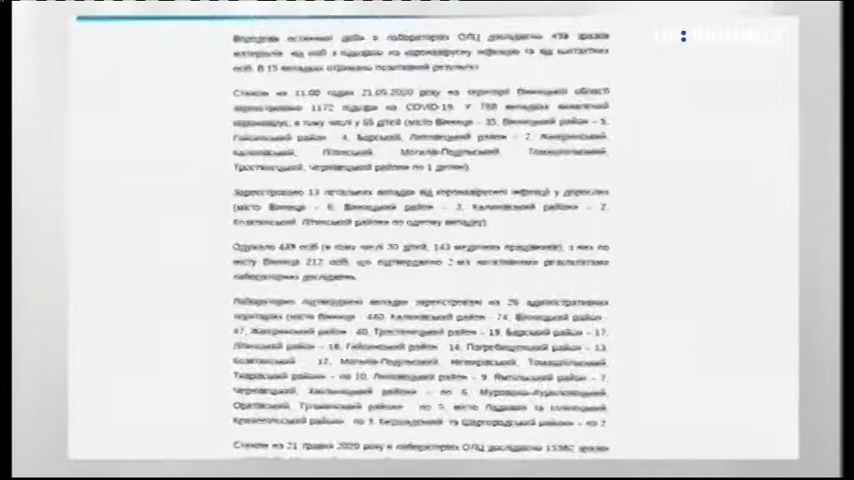 Впродовж останньої доби в лабораторіях ОЛЦ досліджено 478 зразків
матеріалів від осіб з підозрою на коронавірусну інфекцію та від контактних
осіб. В 15 випадках отримано позитивний результат.
Станом на 11.00 годин 21.05.2020 року на території Вінницької області
зареєстровано 1172 підозри на COVID-19. У 788 випадках виявлений
коронавірус, в тому числі у 55 дітей (місто Вінниця - 35, Вінницький район - 5,
Гайсинський район - 4, Барський, Липовецький райони - 2, Жмеринський,
Калинівський, Літинський, Могилів-Подільський, Томашпільський,
Тростянецький, Чернівецький райони по 1 дитині).
Зареєстровано 13 летальних випадків від коронавірусної інфекції у дорослих
(місто Вінниця - 6, Вінницький район - 3, Калинівський район - 2,
Козятинський, Літинський райони по одному випадку).
Одужало 439 осіб (в тому числі 30 дітей, 143 медичних працівників), з них по
місту Вінниця 212 осіб, що підтверджено 2-ма негативними результатами
лабораторних досліджень.
Лабораторно підтверджені випадки зареєстровані на 26 адміністративних
територіях (місто Вінниця - 440, Калинівський район - 74, Вінницький район -
47, Жмеринський район - 40, Тростянецький район - 19, Барський район - 17,
Літинський район - 16, Гайсинський район - 14, Погребищенський район - 13,
Козятинський - 12, Могилів-Подільський, Немирівський, Томашпільський,
Тиврівський райони - по 10, Липовецький район - 9, Ямпільський район - 7,
Чернівецький, Хмільницький райони - по 6, Муровано-Куриловецький,
Оратівський, Тульчинський райони - по 5, місто Ладижин та Іллінецький,
Крижопільський райони - по 3, Бершадський та Шаргородський райони - по 2
Станом на 21 травня 2020 року в лабораторіях ОЛЦ досліджено 15382 зразки